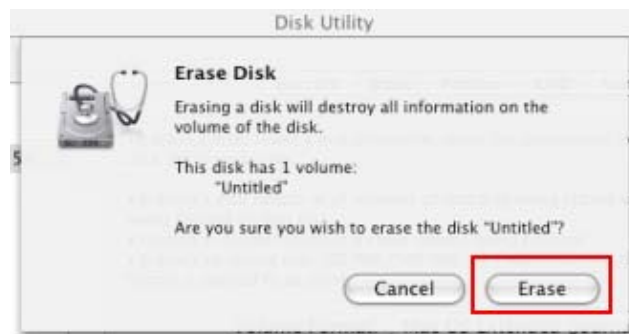 Disk Utility
Erase Disk
Erasing a disk will destroy all information on the
volume of the disk.
This disk has 1 volume:
"Untitled"
Are you sure you wish to erase the disk "Untitled"?
Cancel
Erase